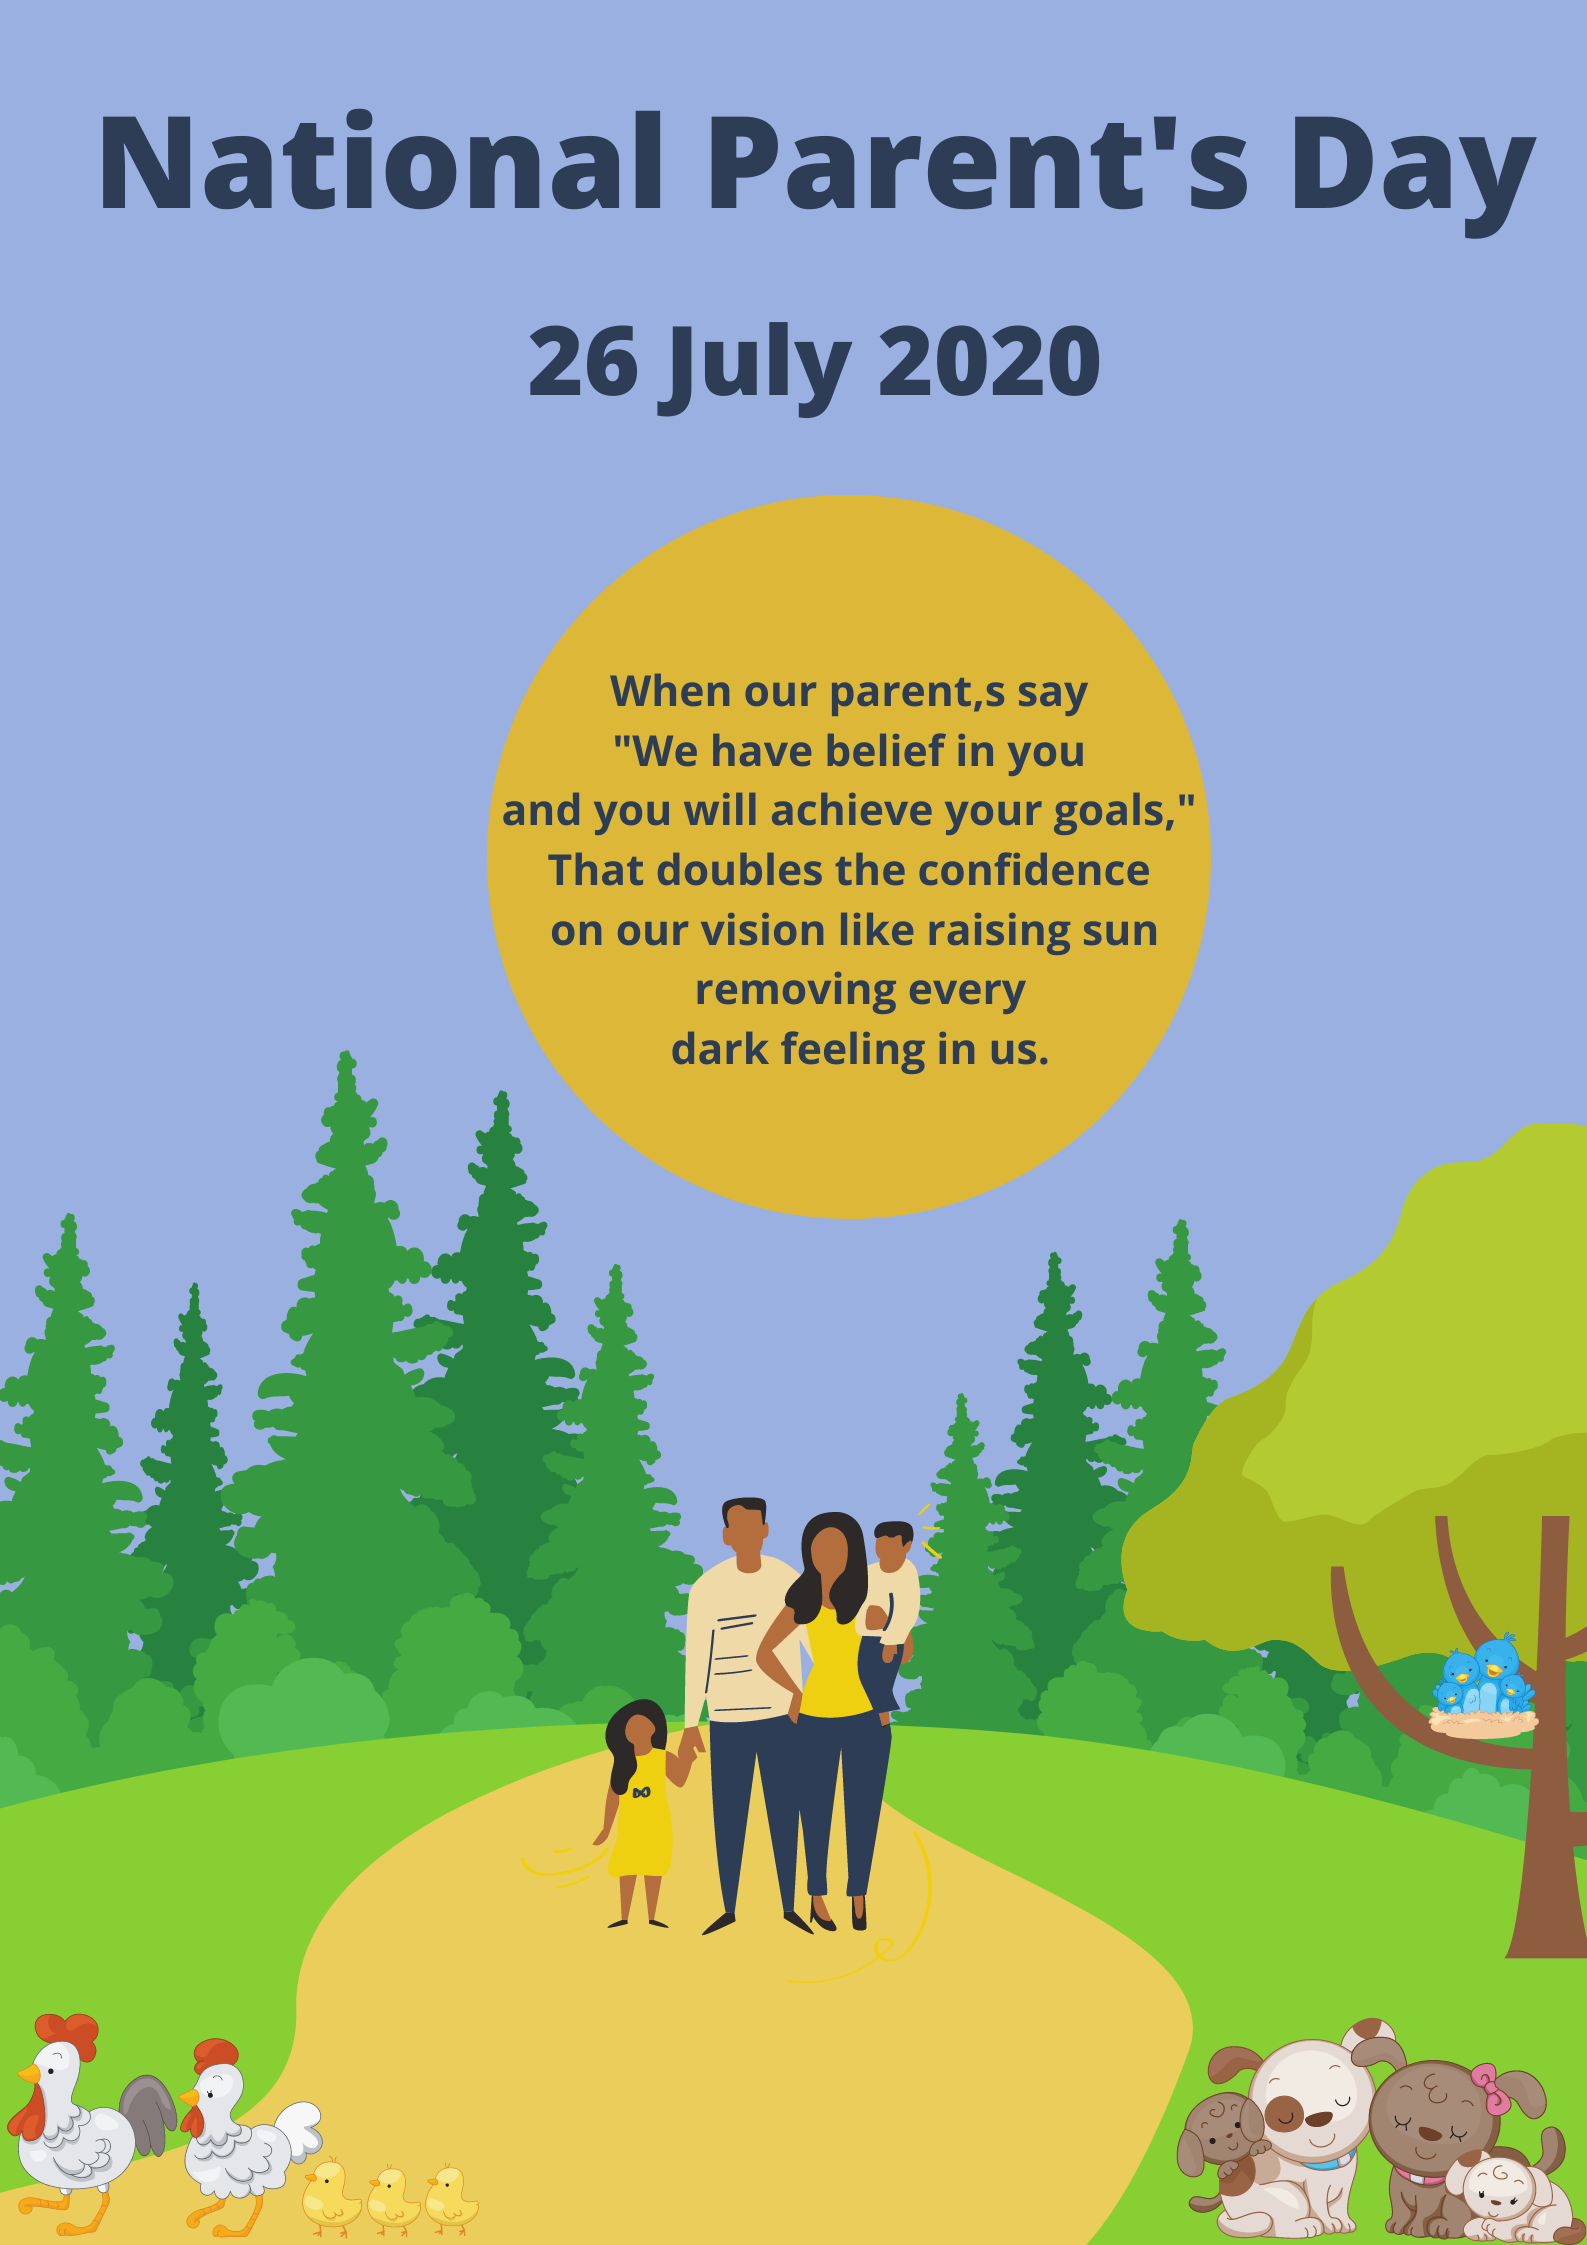 National Parent's Day
26 July 2020
When our parent,s say
"We have belief in you
and you will achieve your goals,"
That doubles the confidence
on our vision like raising sun
removing every
dark feeling in us.